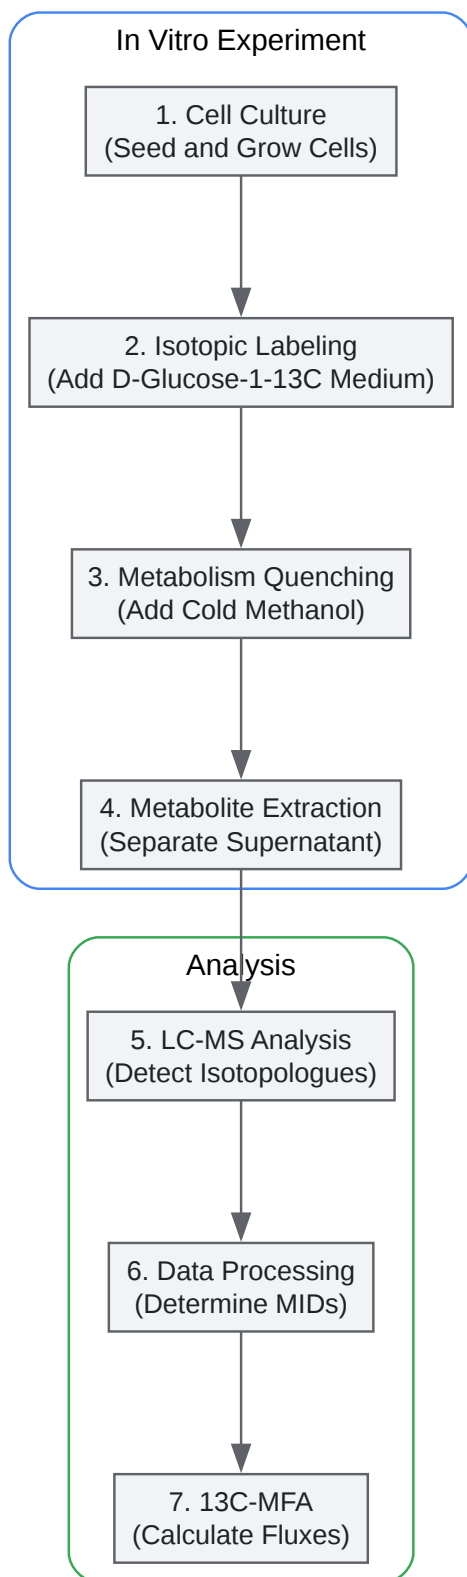 In Vitro Experiment
1. Cell Culture
(Seed and Grow Cells)
2. Isotopic Labeling
(Add D-Glucose-1-13C Medium)
3. Metabolism Quenching
(Add Cold Methanol)
4. Metabolite Extraction
(Separate Supernatant)
Analysis
5. LC-MS Analysis
(Detect Isotopologues)
6. Data Processing
(Determine MIDs)
7. 13C-MFA
(Calculate Fluxes)